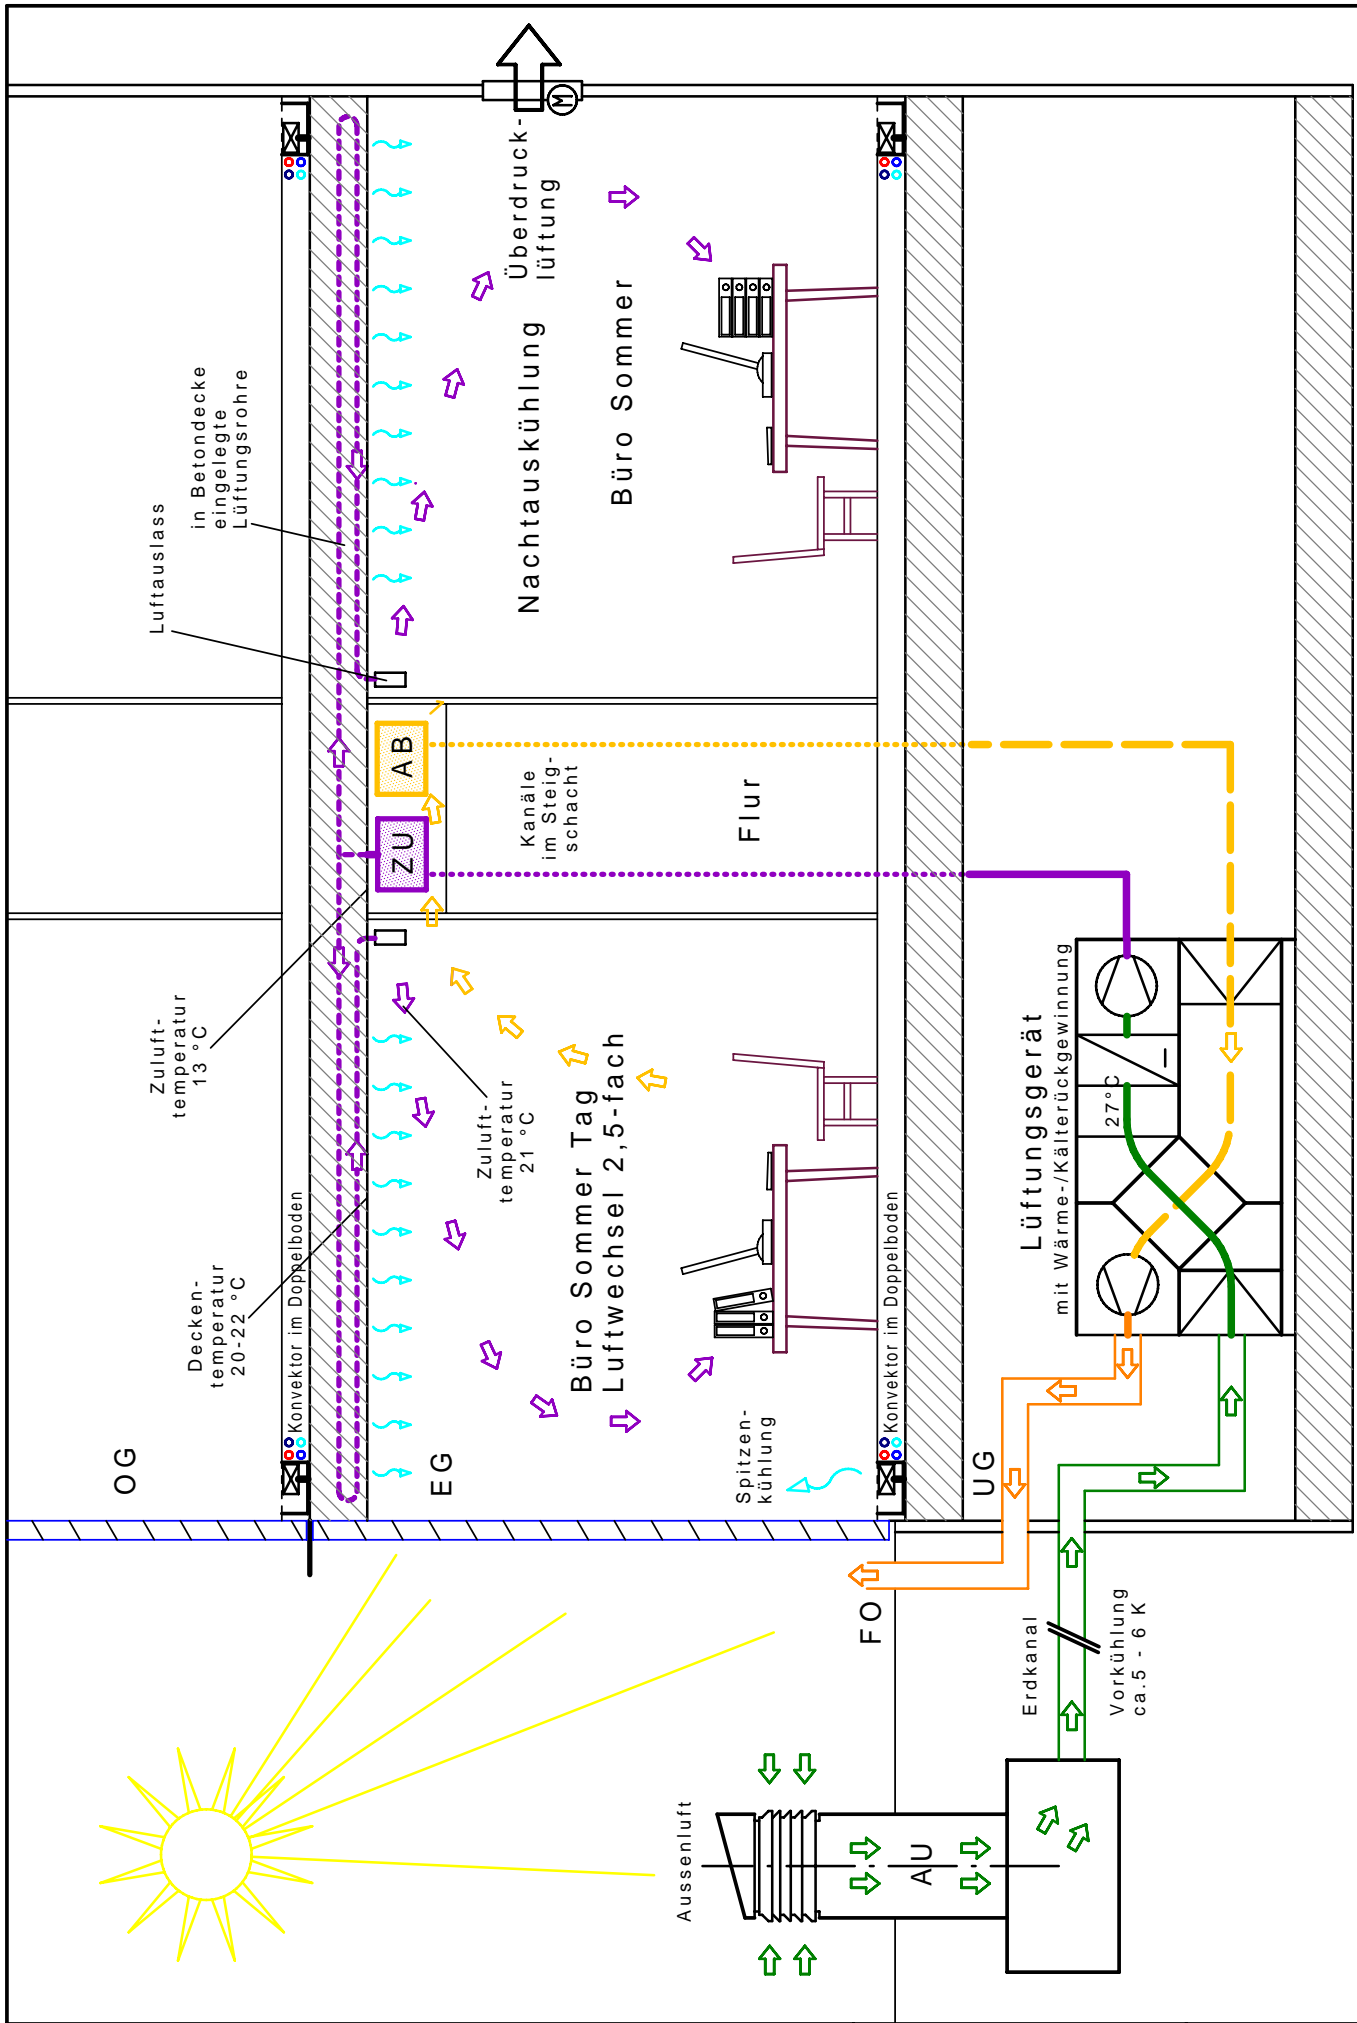 OG
Decken-
temperatur
20-22 °C
Zuluft-
temperatur
13 °C
Luftauslass
in Betondecke
eingelegte
Lüftungsrohre
Konvektor im Doppelboden
EG
ZU
AB
Zuluft-
temperatur
21 °C
Kanäle
im Steig-
schacht
Überdruck-
lüftung
M
Nachtauskühlung
Büro Sommer Tag
Luftwechsel 2,5-fach
Büro Sommer
Flur
Spitzen-
kühlung
Konvektor im Doppelboden
Aussenluft
FO
AU
UG
Erdkanal
Vorkühlung
ca.5 - 6 K
Lüftungsgerät
mit Wärme-/Kälterückgewinnung
27°C